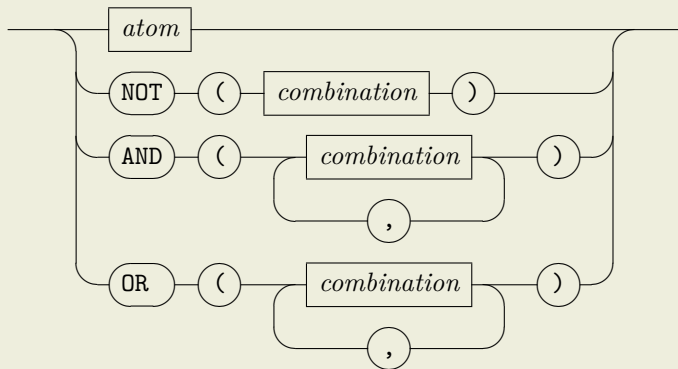 atom
NOT ( combination )
AND ( combination )
,
OR ( combination )
,